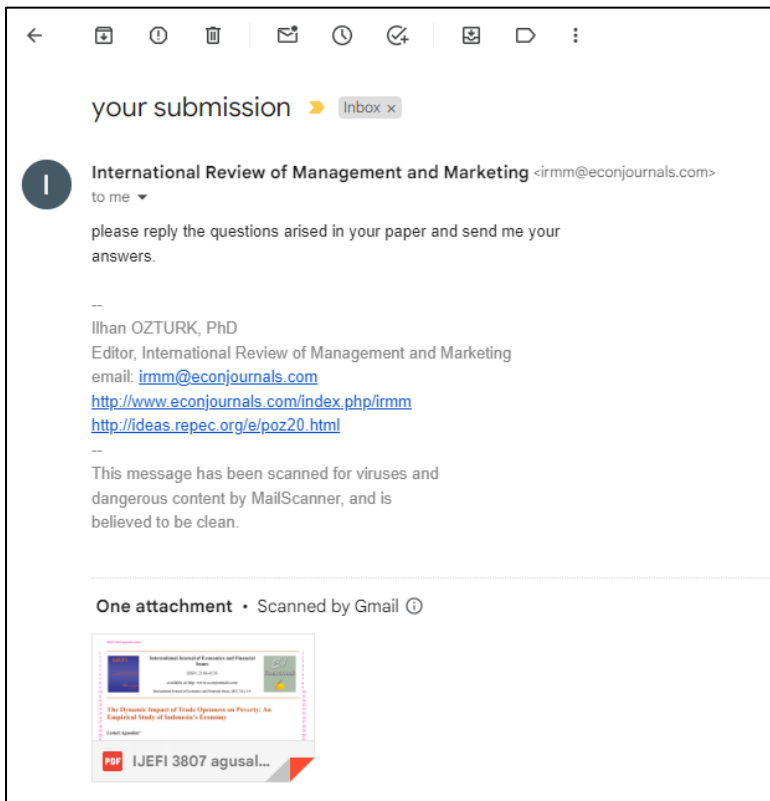 your submission Inbox ×
I
International Review of Management and Marketing <irmm@econjournals.com>
to me
please reply the questions arised in your paper and send me your
answers.
--
Ilhan OZTURK, PhD
Editor, International Review of Management and Marketing
email: irmm@econjournals.com
http://www.econjournals.com/index.php/irmm
http://ideas.repec.org/e/poz20.html
--
This message has been scanned for viruses and
dangerous content by MailScanner, and is
believed to be clean.
One attachment • Scanned by Gmail
International Journal of Economics and Financial
Issues
The Dynamic Impact of Trade Openness on Poverty: An
Empirical Study of Indonesia's Economy
PDF IJEFI 3807 agusal...